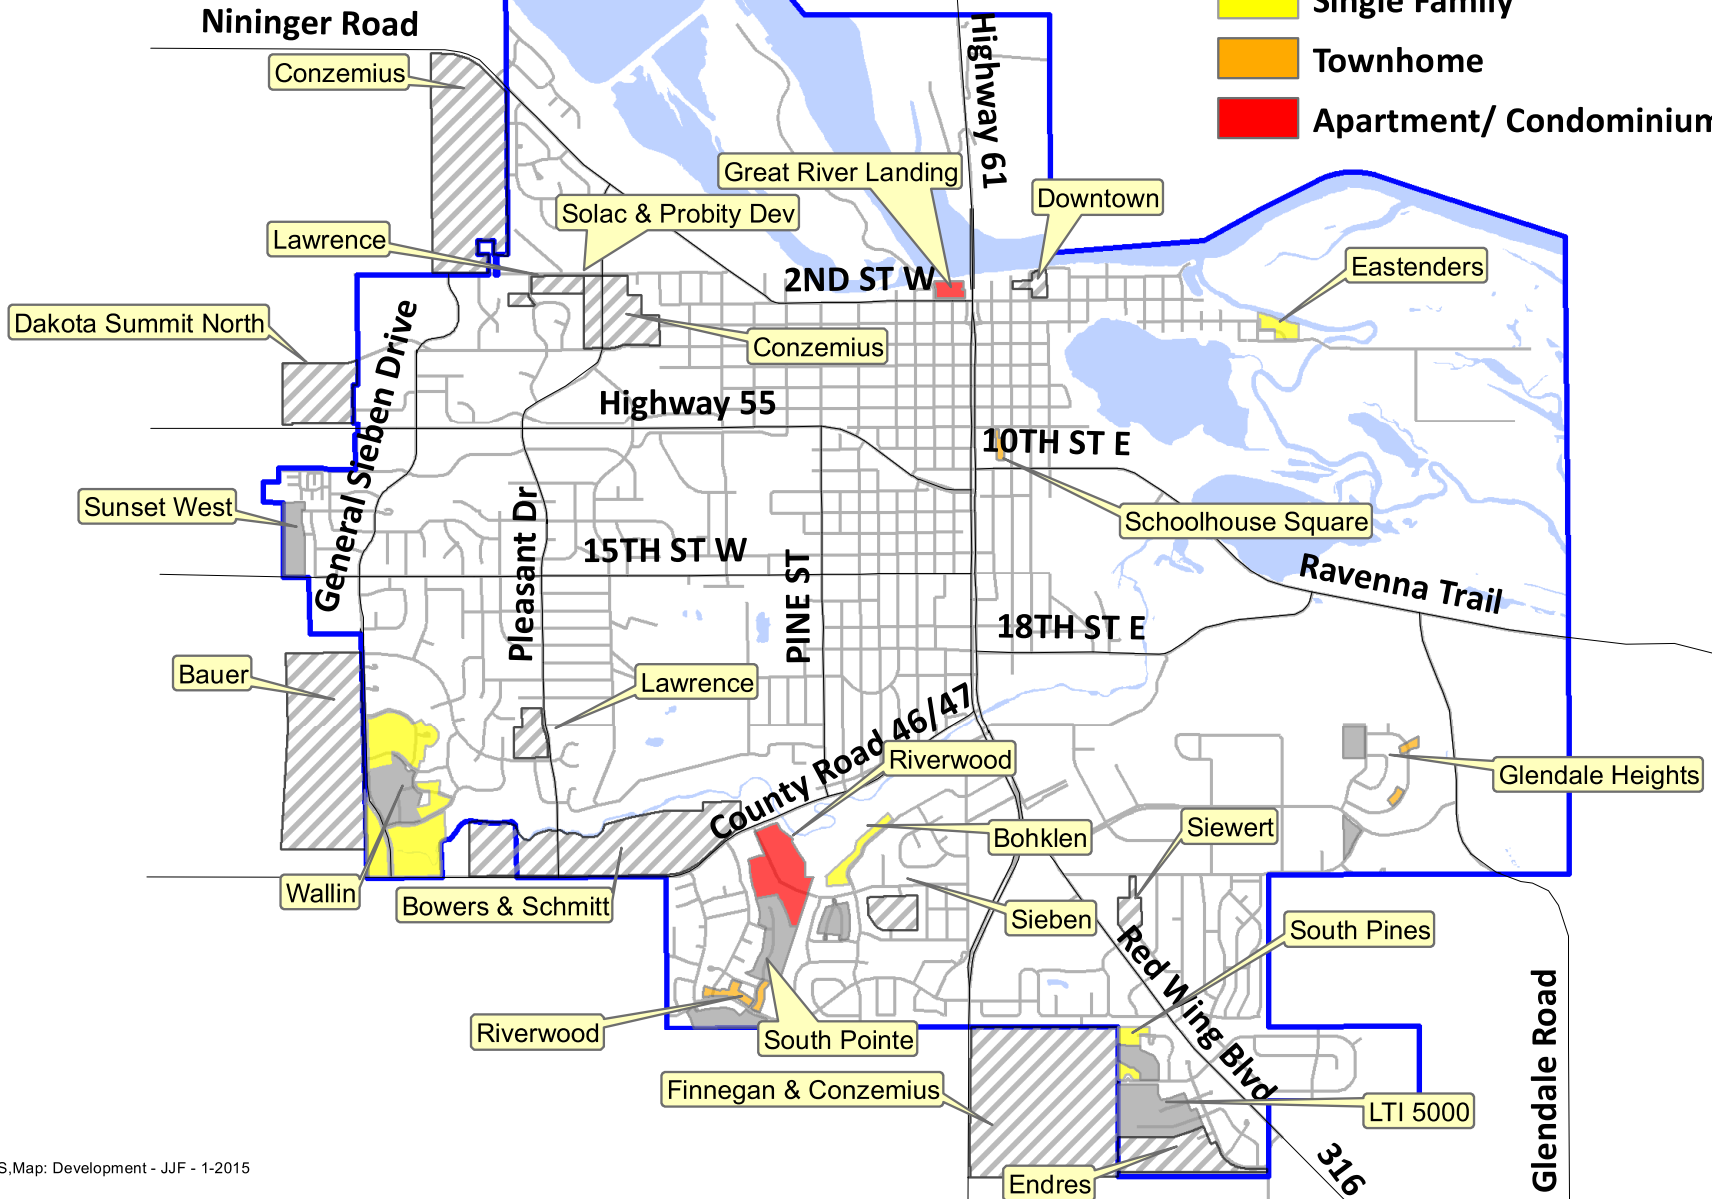 Single Family
Nininger Road
Highway 61
Townhome
Conzemius
Apartment/ Condominium
Great River Landing
Downtown
Solac & Probity Dev
Lawrence
Eastenders
2ND ST W
Dakota Summit North
Conzemius
General Sieben Drive
Highway 55
10TH ST E
Sunset West
Schoolhouse Square
Pleasant Dr
15TH ST W
PINE ST
Ravenna Trail
18TH ST E
Bauer
Lawrence
County Road 46/47
Riverwood
Glendale Heights
Bohklen
Siewert
Wallin
Bowers & Schmitt
Sieben
South Pines
Red Wing Blvd
Riverwood
South Pointe
Glendale Road
Finnegan & Conzemius
LTI 5000
316
S,Map: Development - JJF - 1-2015
Endres